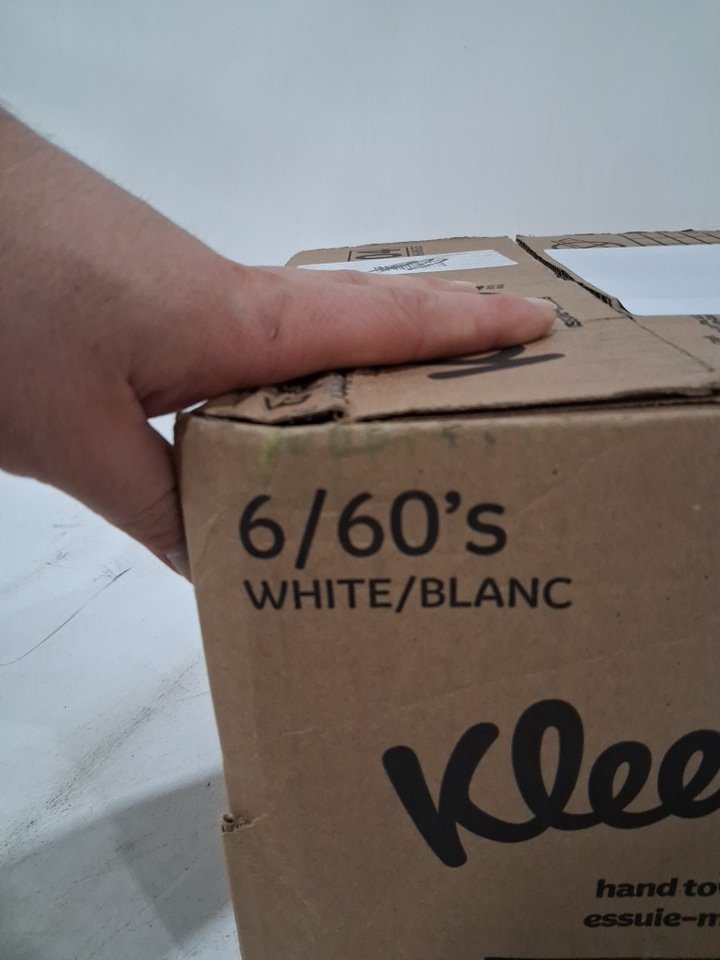 6/60's
WHITE/BLANC
Klee
hand to
essuie-m